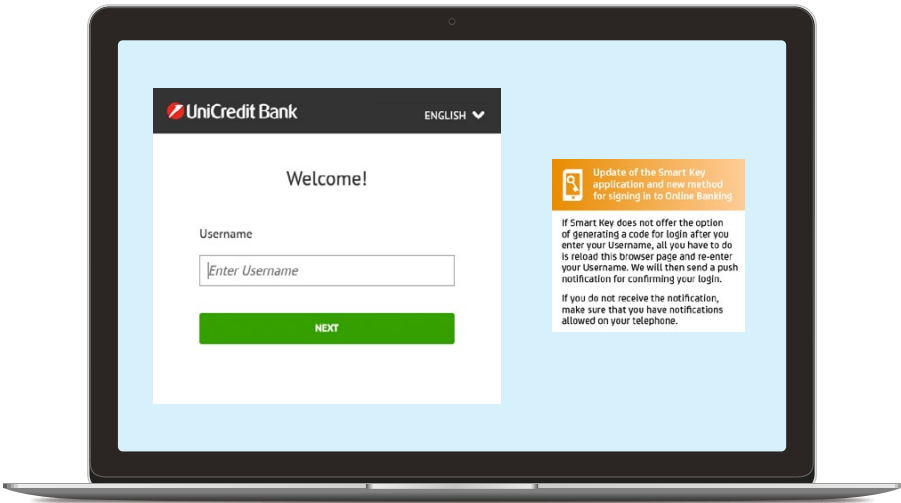 UniCredit Bank
ENGLISH
Welcome!
Username
Enter Username
NEXT
Update of the Smart Key
application and new method
for signing in to Online Banking
If Smart Key does not offer the option
of generating a code for login after you
enter your Username, all you have to do
is reload this browser page and re-enter
your Username. We will then send a push
notification for confirming your login.
If you do not receive the notification,
make sure that you have notifications
allowed on your telephone.